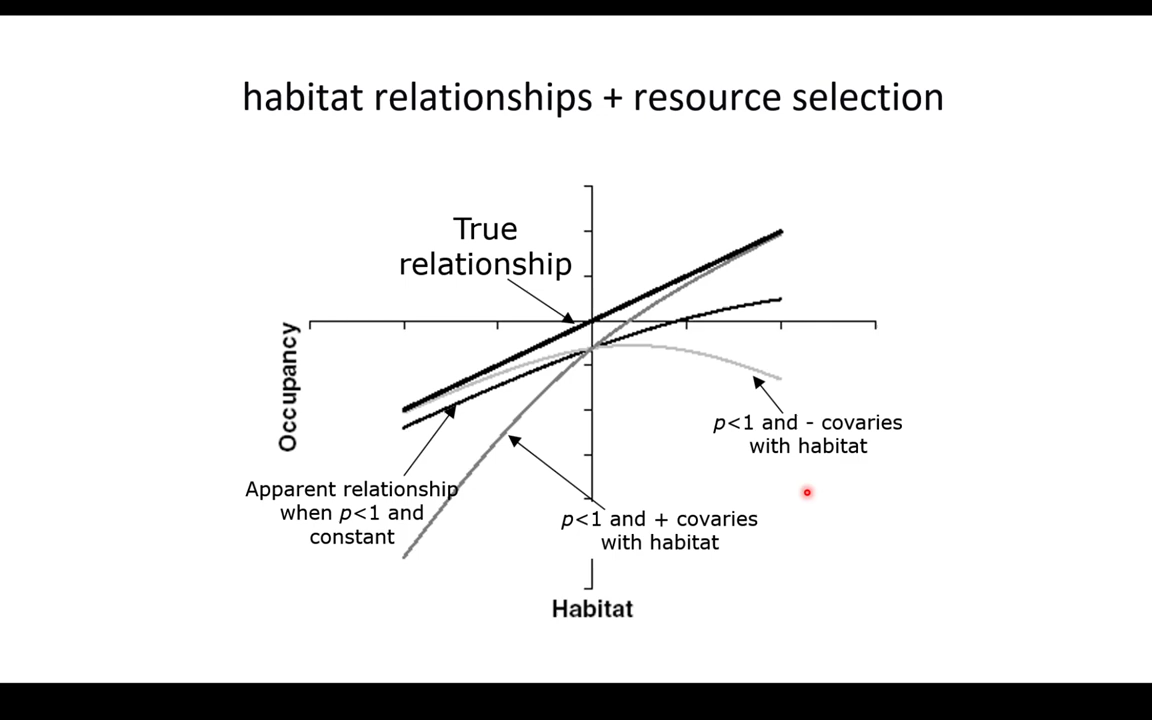 habitat relationships + resource selection
True
relationship
Occupancy
p<1 and - covaries
with habitat
Apparent relationship
when p<1 and
constant
p<1 and + covaries
with habitat
Habitat